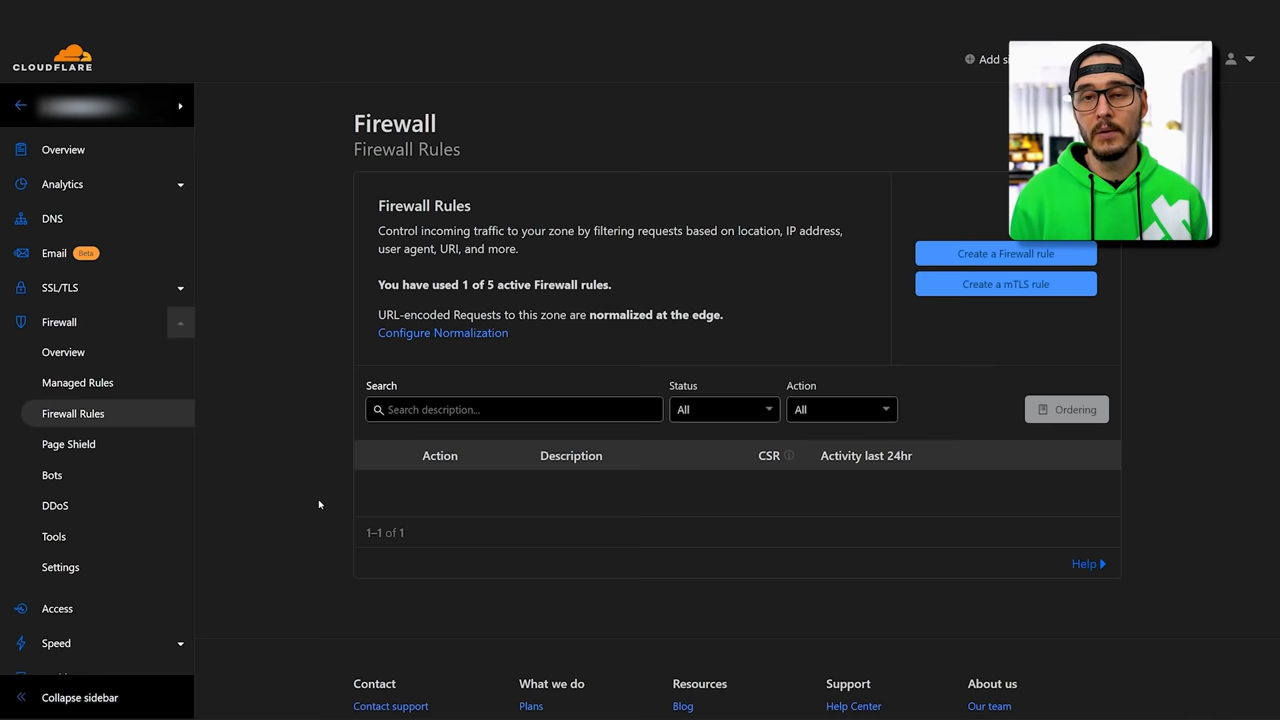 CLOUDFLARE
Add si
Overview
Analytics
DNS
Email Beta
SSL/TLS
Firewall
Overview
Managed Rules
Firewall Rules
Page Shield
Bots
DDoS
Tools
Settings
Access
Speed
Collapse sidebar
Firewall
Firewall Rules
Firewall Rules
Control incoming traffic to your zone by filtering requests based on location, IP address,
user agent, URI, and more.
You have used 1 of 5 active Firewall rules.
URL-encoded Requests to this zone are normalized at the edge.
Configure Normalization
Create a Firewall rule
Create a mTLS rule
Search
Status
Action
Search description...
All
All
Ordering
Action
Description
CSR
Activity last 24hr
1–1 of 1
Help
Contact
What we do
Resources
Support
About us
Contact support
Plans
Blog
Help Center
Our team